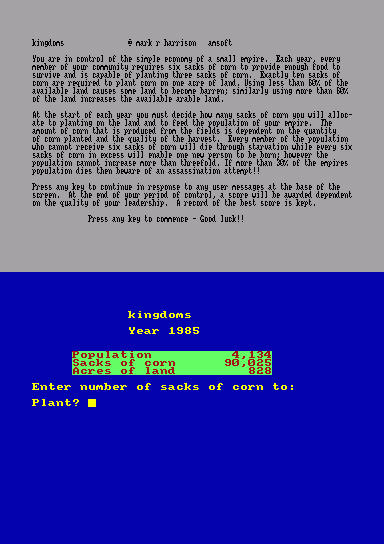 kingdoms © mark r harrison amsoft
You are in control of the simple economy of a small empire. Each year, every
member of your community requires six sacks of corn to provide enough food to
survive and is capable of planting three sacks of corn. Exactly ten sacks of
corn are required to plant corn on one acre of land. Using less than 60% of the
available land causes some land to become barren; similarly using more than 60%
of the land increases the available arable land.
At the start of each year you must decide how many sacks of corn you will alloc-
ate to planting on the land and to feed the population of your empire. The
amount of corn that is produced from the fields is dependent on the quantity
of corn planted and the quality of the harvest. Every member of the population
who cannot receive six sacks of corn will die through starvation while every six
sacks of corn in excess will enable one new person to be born; however the
population cannot increase more than threefold. If more than 30% of the empires
population dies then beware of an assassination attempt!!
Press any key to continue in response to any user messages at the base of the
screen. At the end of your period of control, a score will be awarded dependent
on the quality of your leadership. A record of the best score is kept.
Press any key to commence - Good luck!!
kingdoms
Year 1985
Population 4,134
Sacks of corn 90,025
Acres of land 828
Enter number of sacks of corn to:
Plant?